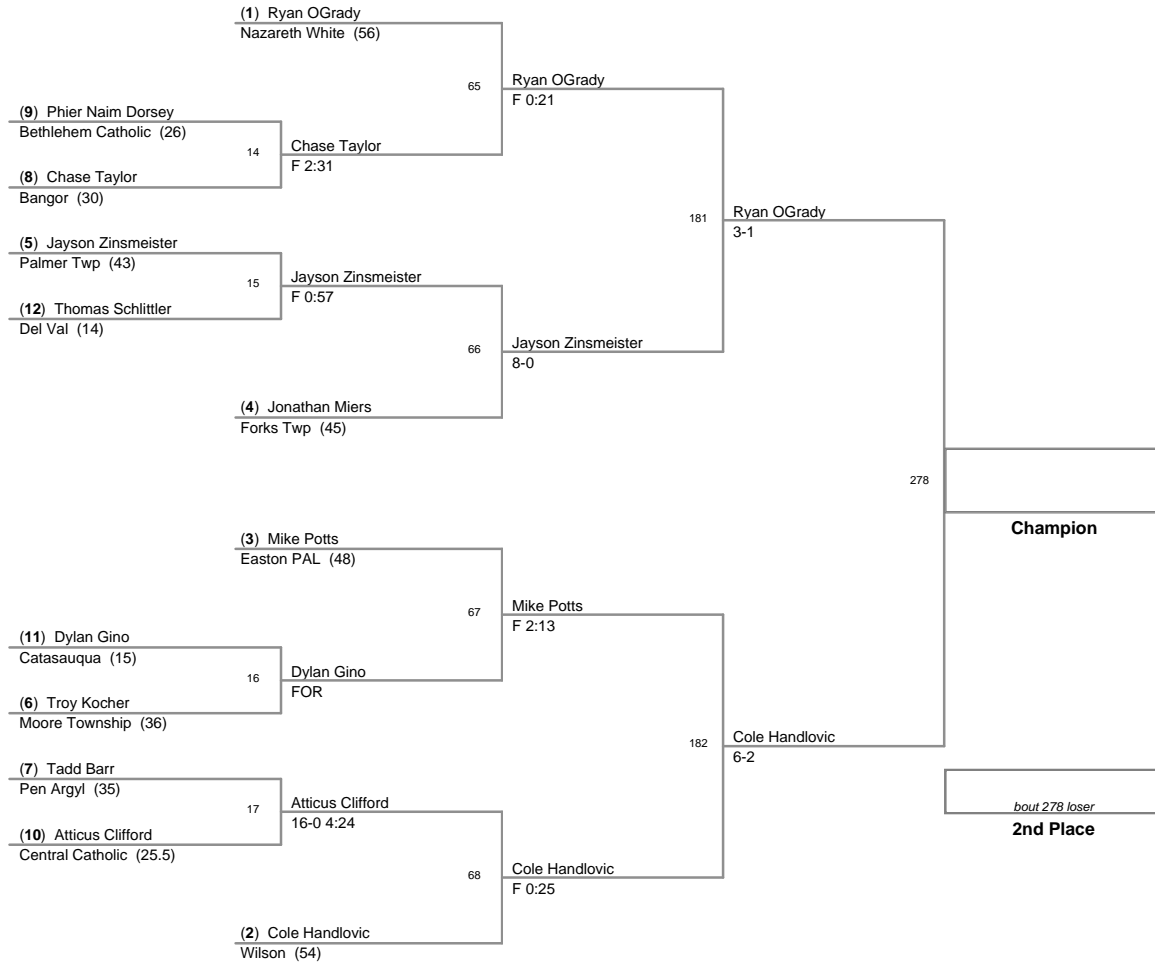 (1) Ryan OGrady
Nazareth White (56)
65
Ryan OGrady
F 0:21
(9) Phier Naim Dorsey
Bethlehem Catholic (26)
14
Chase Taylor
F 2:31
(8) Chase Taylor
Bangor (30)
181
Ryan OGrady
3-1
(5) Jayson Zinsmeister
Palmer Twp (43)
15
Jayson Zinsmeister
F 0:57
(12) Thomas Schlittler
Del Val (14)
66
Jayson Zinsmeister
8-0
(4) Jonathan Miers
Forks Twp (45)
278
Champion
(3) Mike Potts
Easton PAL (48)
67
Mike Potts
F 2:13
(11) Dylan Gino
Catasauqua (15)
16
Dylan Gino
FOR
(6) Troy Kocher
Moore Township (36)
182
Cole Handlovic
6-2
(7) Tadd Barr
Pen Argyl (35)
17
Atticus Clifford
16-0 4:24
(10) Atticus Clifford
Central Catholic (25.5)
bout 278 loser
2nd Place
68
Cole Handlovic
F 0:25
(2) Cole Handlovic
Wilson (54)